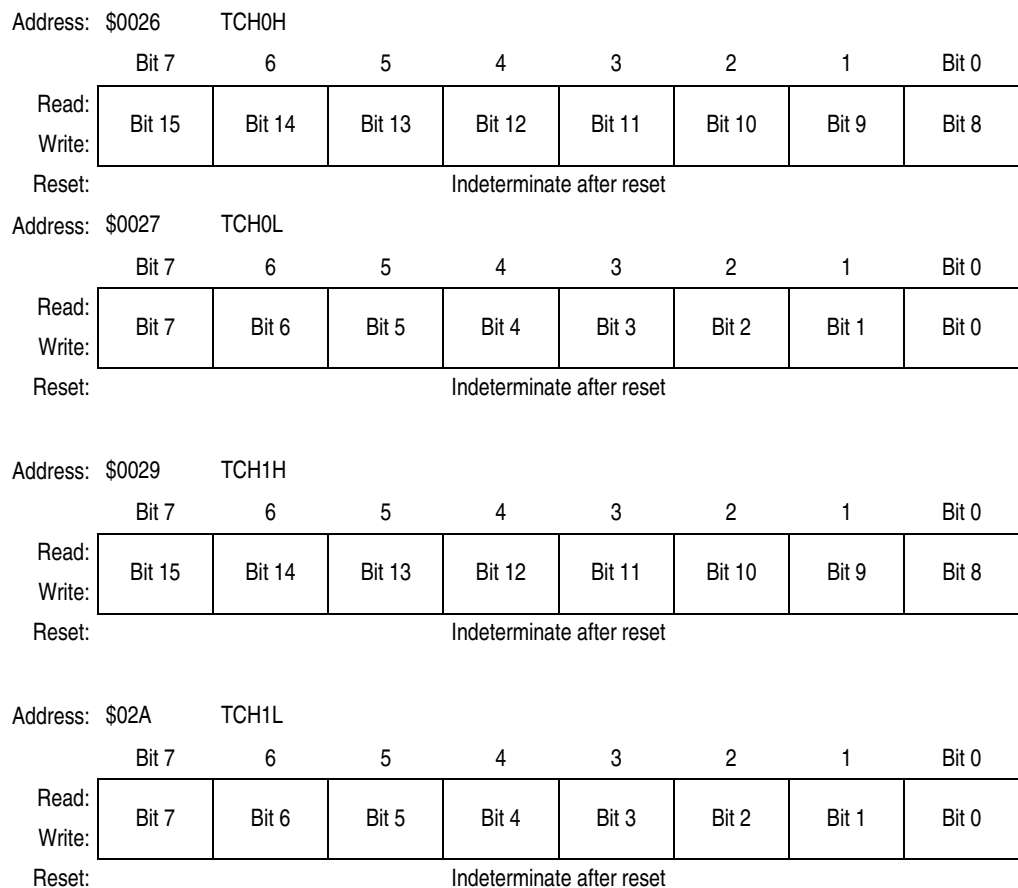 Address: $0026 TCH0H
Bit 7 6 5 4 3 2 1 Bit 0
Read:
Bit 15 Bit 14 Bit 13 Bit 12 Bit 11 Bit 10 Bit 9 Bit 8
Write:
Reset: Indeterminate after reset
Address: $0027 TCH0L
Bit 7 6 5 4 3 2 1 Bit 0
Read:
Bit 7 Bit 6 Bit 5 Bit 4 Bit 3 Bit 2 Bit 1 Bit 0
Write:
Reset: Indeterminate after reset
Address: $0029 TCH1H
Bit 7 6 5 4 3 2 1 Bit 0
Read:
Bit 15 Bit 14 Bit 13 Bit 12 Bit 11 Bit 10 Bit 9 Bit 8
Write:
Reset: Indeterminate after reset
Address: $02A TCH1L
Bit 7 6 5 4 3 2 1 Bit 0
Read:
Bit 7 Bit 6 Bit 5 Bit 4 Bit 3 Bit 2 Bit 1 Bit 0
Write:
Reset: Indeterminate after reset